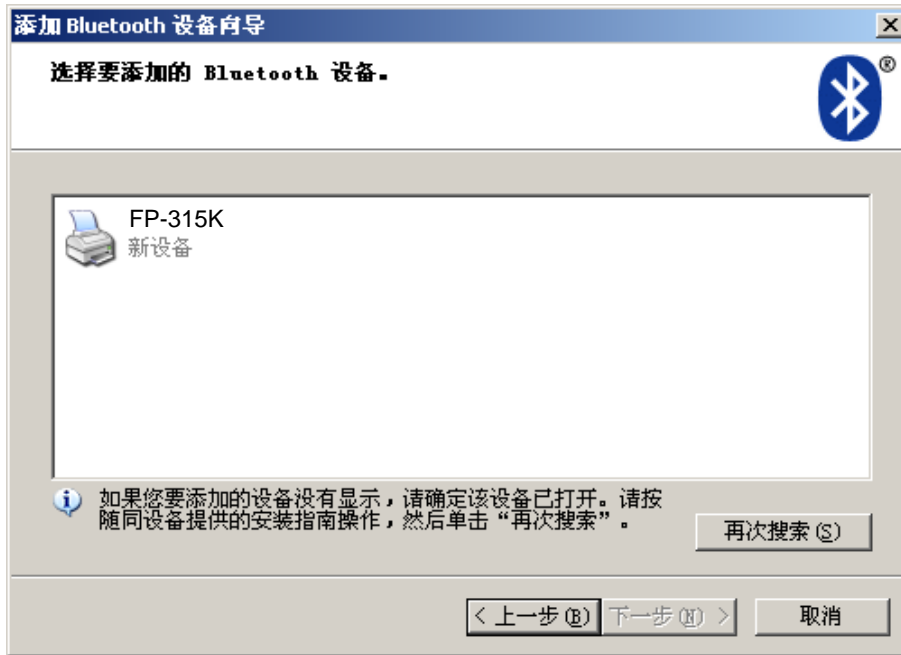 添加 Bluetooth 设备向导
选择要添加的 Bluetooth 设备。
®
FP-315K
新设备
如果您要添加的设备没有显示，请确定该设备已打开。请按
随同设备提供的安装指南操作，然后单击“再次搜索”。
再次搜索(S)
< 上一步(B) 下一步(N) > 取消